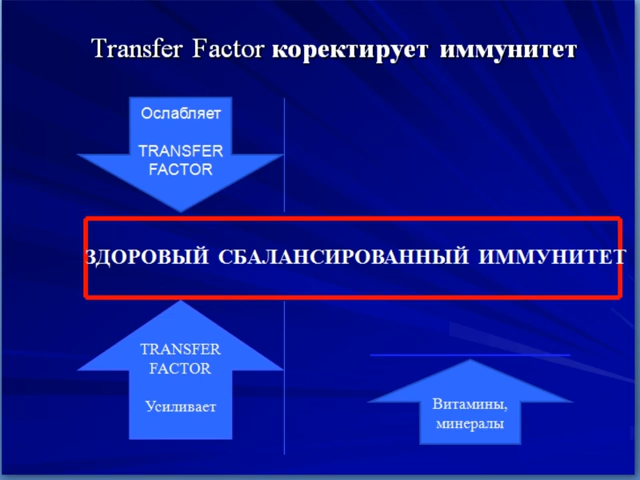 Transfer Factor коректирует иммунитет
Ослабляет
TRANSFER
FACTOR
ЗДОРОВЫЙ СБАЛАНСИРОВАННЫЙ ИММУНИТЕТ
TRANSFER
FACTOR
Усиливает
Витамины,
минералы